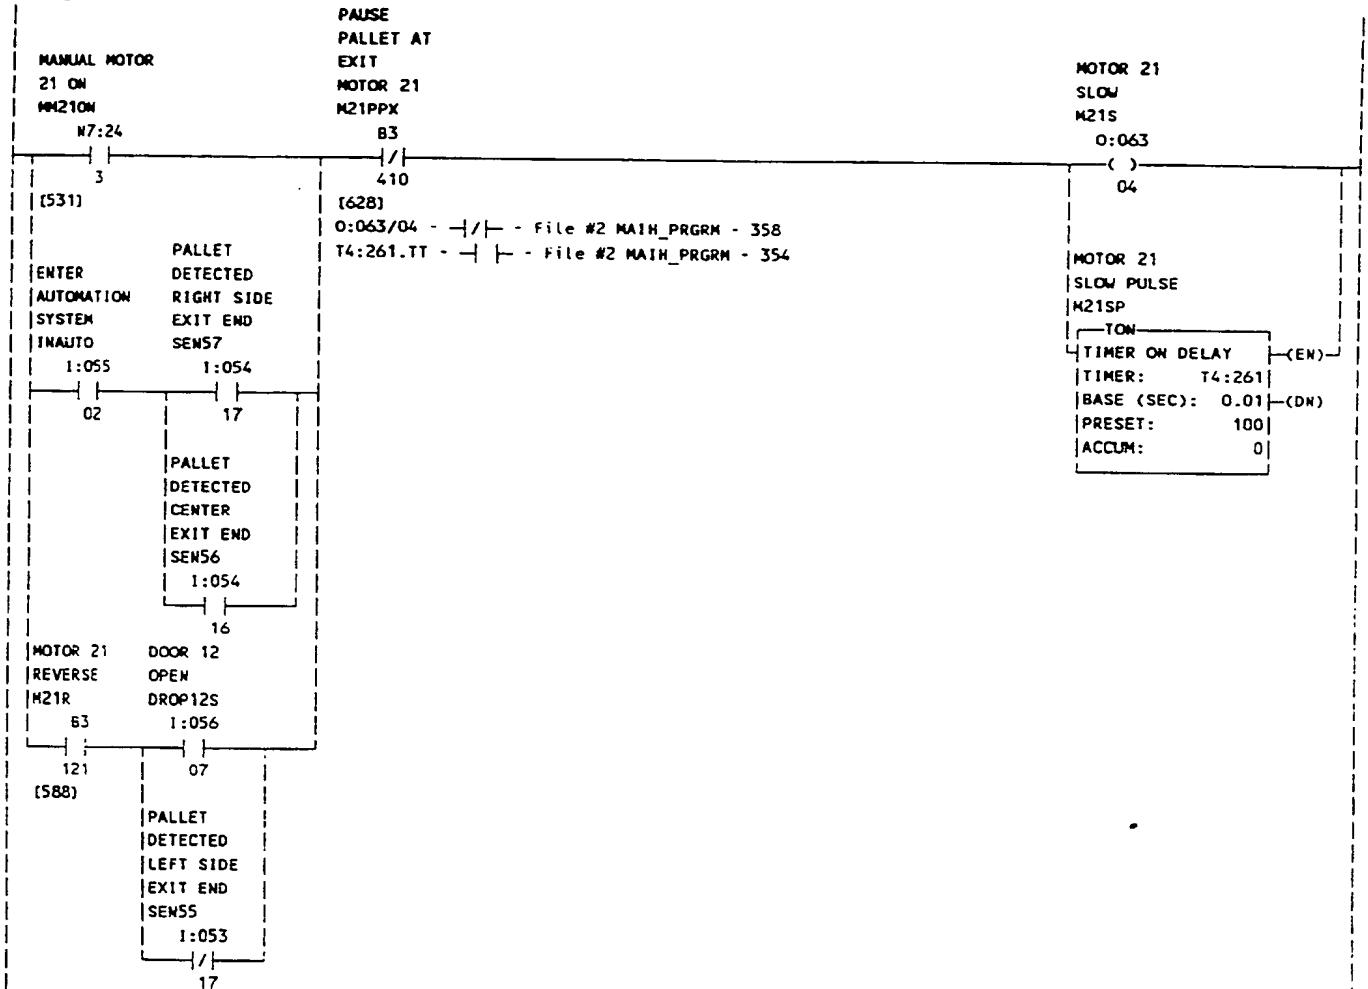 PAUSE
PALLET AT
EXIT
MOTOR 21
M21PPX
B3
410
[628]
O:063/04 - ┤/├ - File #2 MAIN_PRGRM - 358
T4:261.TT - ┤ ├ - File #2 MAIN_PRGRM - 354
MANUAL MOTOR
21 ON
MM21ON
N7:24
3
[531]
MOTOR 21
SLOW
M21S
O:063
( )
04
ENTER
AUTOMATION
SYSTEM
INAUTO
I:055
02
PALLET
DETECTED
RIGHT SIDE
EXIT END
SEN57
I:054
17
PALLET
DETECTED
CENTER
EXIT END
SEN56
I:054
16
MOTOR 21
SLOW PULSE
M21SP
TON
TIMER ON DELAY (EN)
TIMER: T4:261
BASE (SEC): 0.01 (DN)
PRESET: 100
ACCUM: 0
MOTOR 21
REVERSE
M21R
B3
121
[588]
DOOR 12
OPEN
DROP12S
I:056
07
PALLET
DETECTED
LEFT SIDE
EXIT END
SEN55
I:053
17